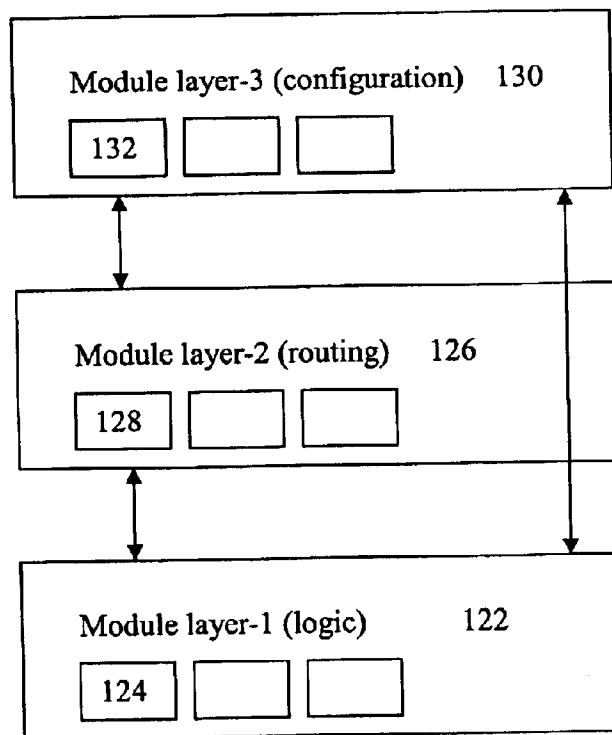 Module layer-3 (configuration) 130
132
Module layer-2 (routing) 126
128
Module layer-1 (logic) 122
124